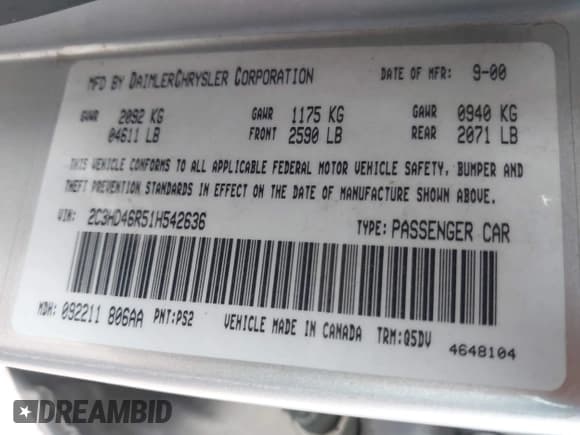 MFD BY DAIMLERCHRYSLER CORPORATION DATE OF MFR: 9-00
GVWR 2092 KG GAWR 1175 KG GAWR 0940 KG
04611 LB FRONT 2590 LB REAR 2071 LB
THIS VEHICLE CONFORMS TO ALL APPLICABLE FEDERAL MOTOR VEHICLE SAFETY, BUMPER AND
THEFT PREVENTION STANDARDS IN EFFECT ON THE DATE OF MANUFACTURE SHOWN ABOVE.
VIN: 2C3HD46R51H542636 TYPE: PASSENGER CAR
MDH: 092211 806AA PNT:PS2 VEHICLE MADE IN CANADA TRM:Q5DV
4648104
DREAMBID